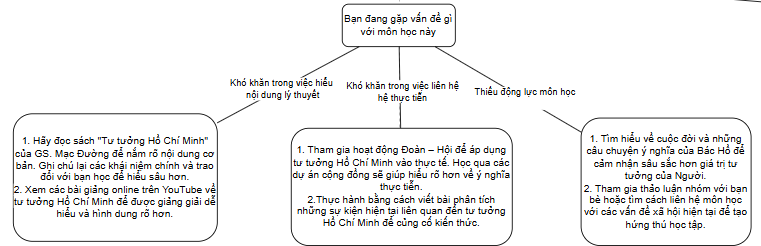 Bạn đang gặp vấn đề gì
với môn học này
Khó khăn trong việc hiểu
nội dung lý thuyết
Khó khăn trong việc liên hệ
hệ thực tiễn
Thiếu động lực môn học
1. Hãy đọc sách "Tư tưởng Hồ Chí Minh"
của GS. Mạc Đường để nắm rõ nội dung cơ
bản. Ghi chú lại các khái niệm chính và trao
đổi với bạn học để hiểu sâu hơn.
2. Xem các bài giảng online trên YouTube về
tư tưởng Hồ Chí Minh để được giảng giải dễ
hiểu và hình dung rõ hơn.
1. Tham gia hoạt động Đoàn – Hội để áp dụng
tư tưởng Hồ Chí Minh vào thực tế. Học qua các
dự án cộng đồng sẽ giúp hiểu rõ hơn về ý nghĩa
thực tiễn.
2.Thực hành bằng cách viết bài phân tích
những sự kiện hiện tại liên quan đến tư tưởng
Hồ Chí Minh để củng cố kiến thức.
1. Tìm hiểu về cuộc đời và những
câu chuyện ý nghĩa của Bác Hồ để
cảm nhận sâu sắc hơn giá trị tư
tưởng của Người.
2. Tham gia thảo luận nhóm với bạn
bè hoặc tìm cách liên hệ môn học
với các vấn đề xã hội hiện tại để tạo
hứng thú học tập.